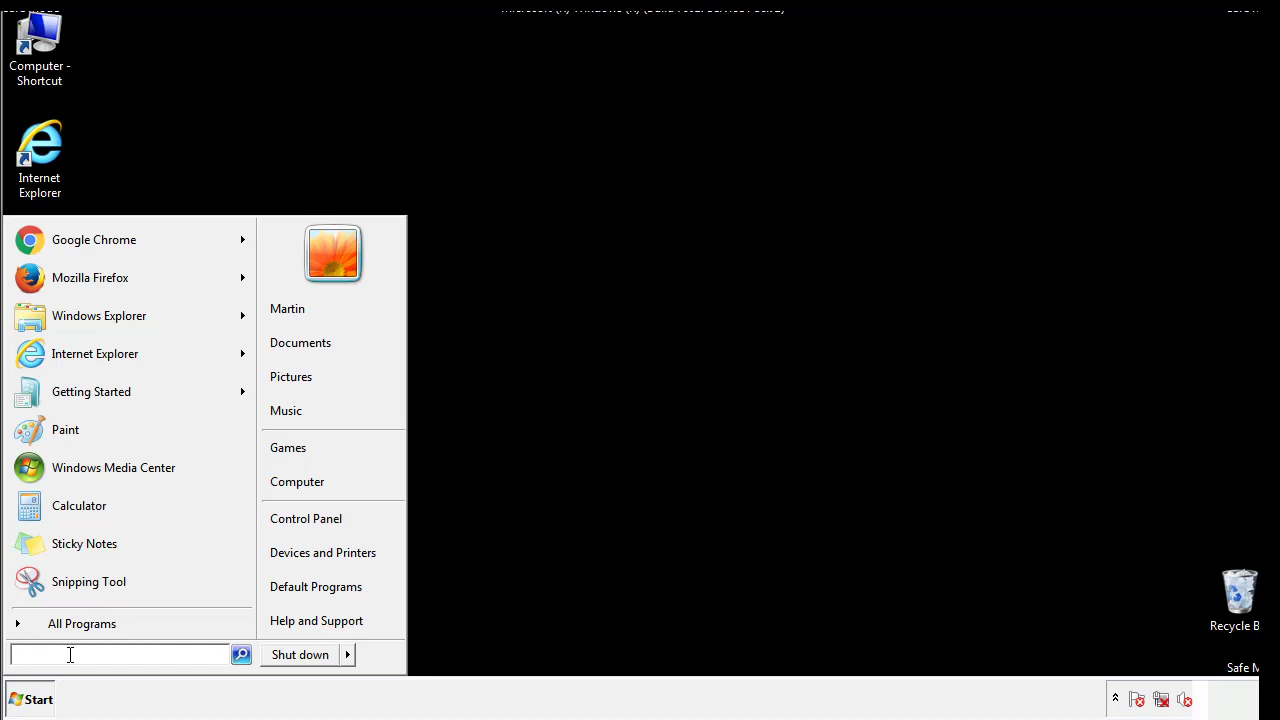 Computer -
Shortcut
Internet
Explorer
Google Chrome
Mozilla Firefox
Windows Explorer
Internet Explorer
Getting Started
Paint
Windows Media Center
Calculator
Sticky Notes
Snipping Tool
All Programs
Martin
Documents
Pictures
Music
Games
Computer
Control Panel
Devices and Printers
Default Programs
Help and Support
Shut down
Recycle B
Safe M
Start